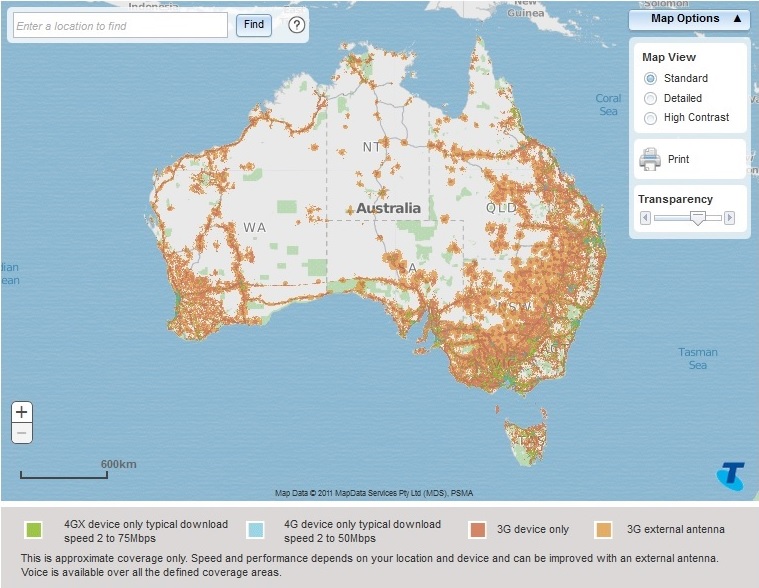 Indonesia
New
Guinea
Solomon
Enter a location to find
Find
?
Map Options ▲
Map View
Standard
Detailed
High Contrast
Print
Transparency
Coral
Sea
NT
Australia
QLD
WA
SA
NSW
ACT
Tasman
Sea
+
−
600km
Map Data © 2011 MapData Services Pty Ltd (MDS), PSMA
T
4GX device only typical download
speed 2 to 75Mbps
4G device only typical download
speed 2 to 50Mbps
3G device only
3G external antenna
This is approximate coverage only. Speed and performance depends on your location and device and can be improved with an external antenna.
Voice is available over all the defined coverage areas.